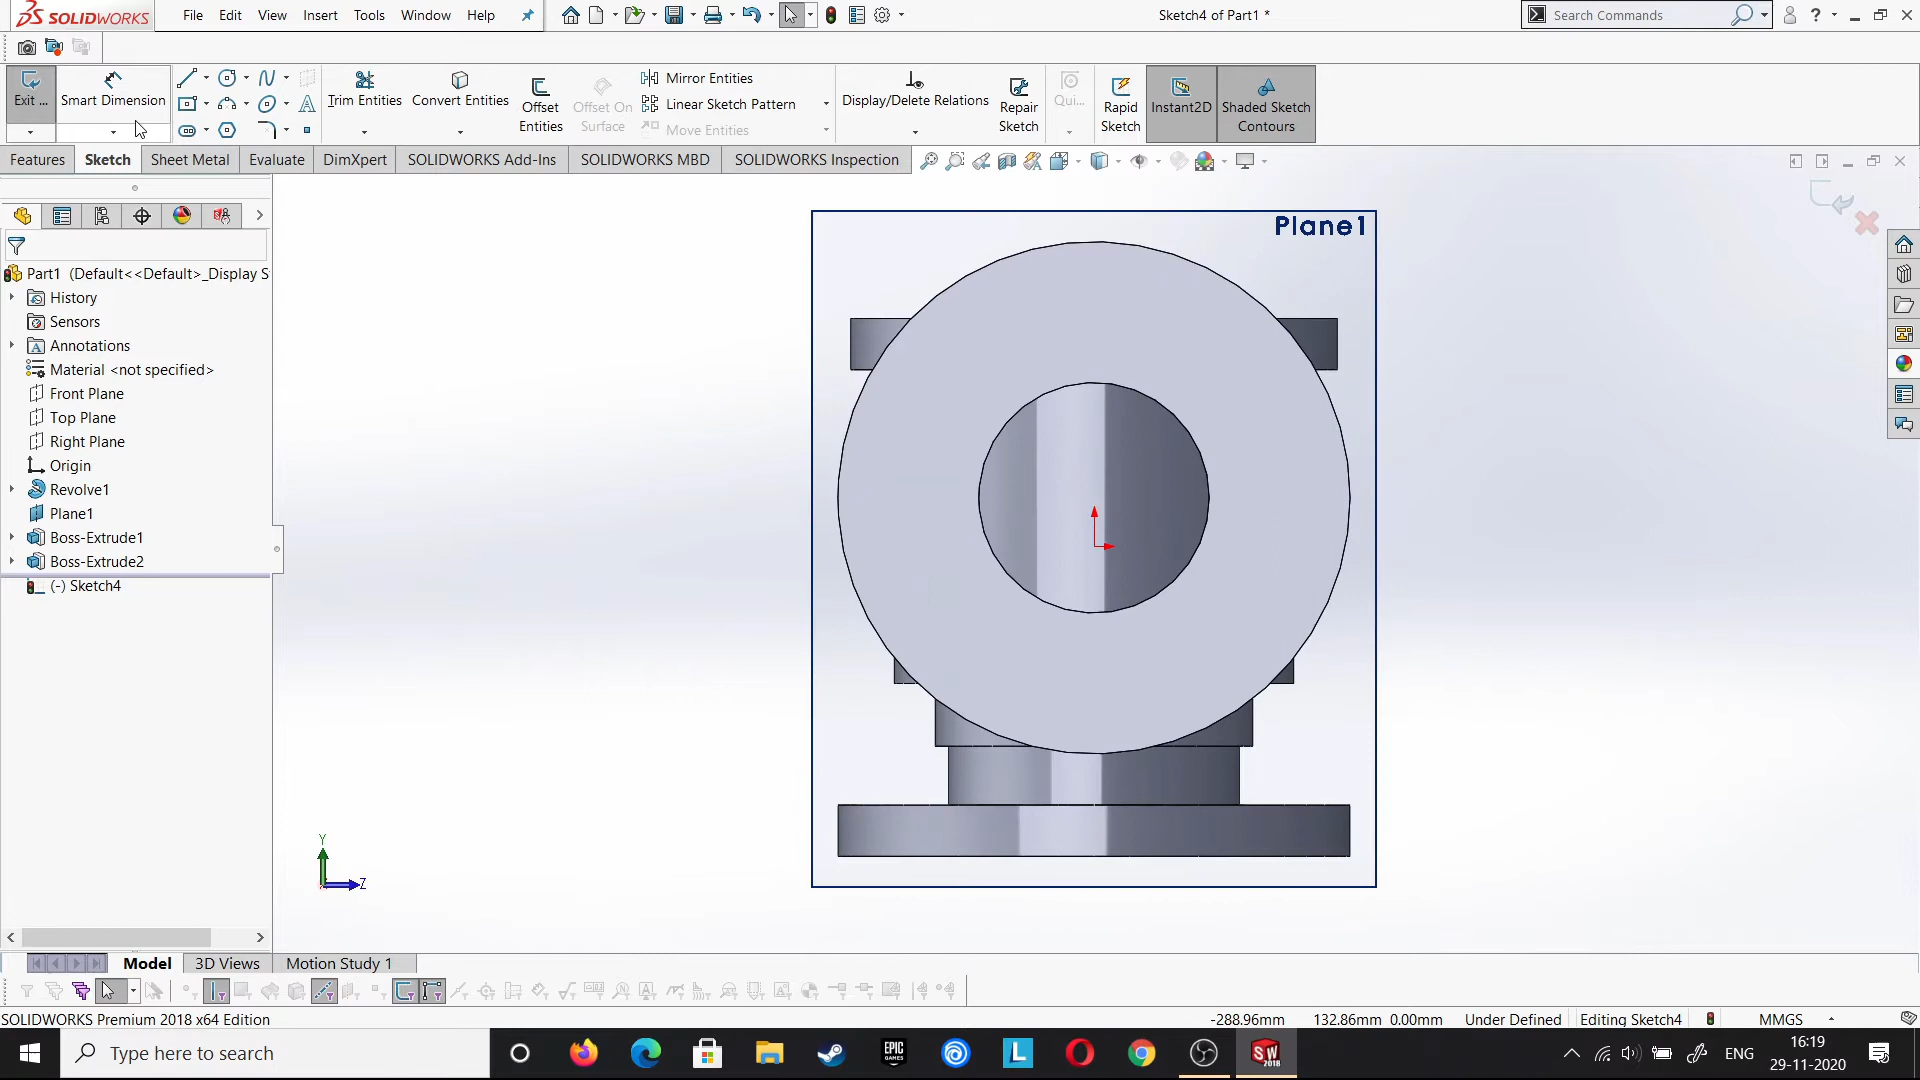 SOLIDWORKS
File Edit View Insert Tools Window Help
Sketch4 of Part1 *
Search Commands
Exit ...
Smart Dimension
Trim Entities
Convert Entities
Offset
Entities
Offset On
Surface
Mirror Entities
Linear Sketch Pattern
Move Entities
Display/Delete Relations
Repair
Sketch
Qui...
Rapid
Sketch
Instant2D
Shaded Sketch
Contours
Features Sketch Sheet Metal Evaluate DimXpert SOLIDWORKS Add-Ins SOLIDWORKS MBD SOLIDWORKS Inspection
Part1 (Default<<Default>_Display S
History
Sensors
Annotations
Material <not specified>
Front Plane
Top Plane
Right Plane
Origin
Revolve1
Plane1
Boss-Extrude1
Boss-Extrude2
(-) Sketch4
Plane1
Y
Z
Model 3D Views Motion Study 1
SOLIDWORKS Premium 2018 x64 Edition
-288.96mm 132.86mm 0.00mm Under Defined Editing Sketch4 MMGS
Type here to search
EPIC
GAMES
L
SW
2018
ENG
16:19
29-11-2020